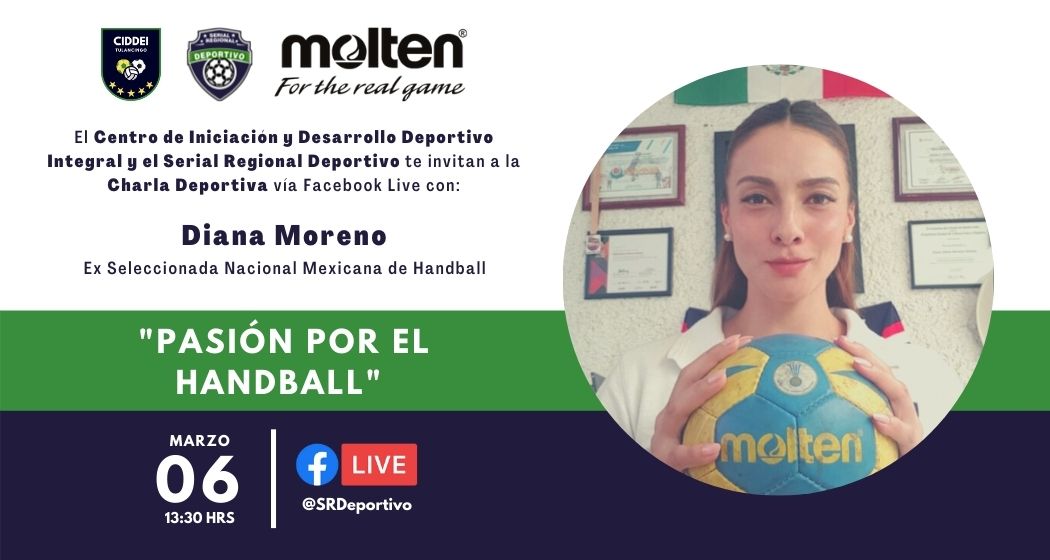 CIDDEI
TULANCINGO
SERIAL
REGIONAL
DEPORTIVO
molten®
For the real game
El Centro de Iniciación y Desarrollo Deportivo
Integral y el Serial Regional Deportivo te invitan a la
Charla Deportiva vía Facebook Live con:
Diana Moreno
Ex Seleccionada Nacional Mexicana de Handball
"PASIÓN POR EL
HANDBALL"
MARZO
06
13:30 HRS
LIVE
@SRDeportivo
molten